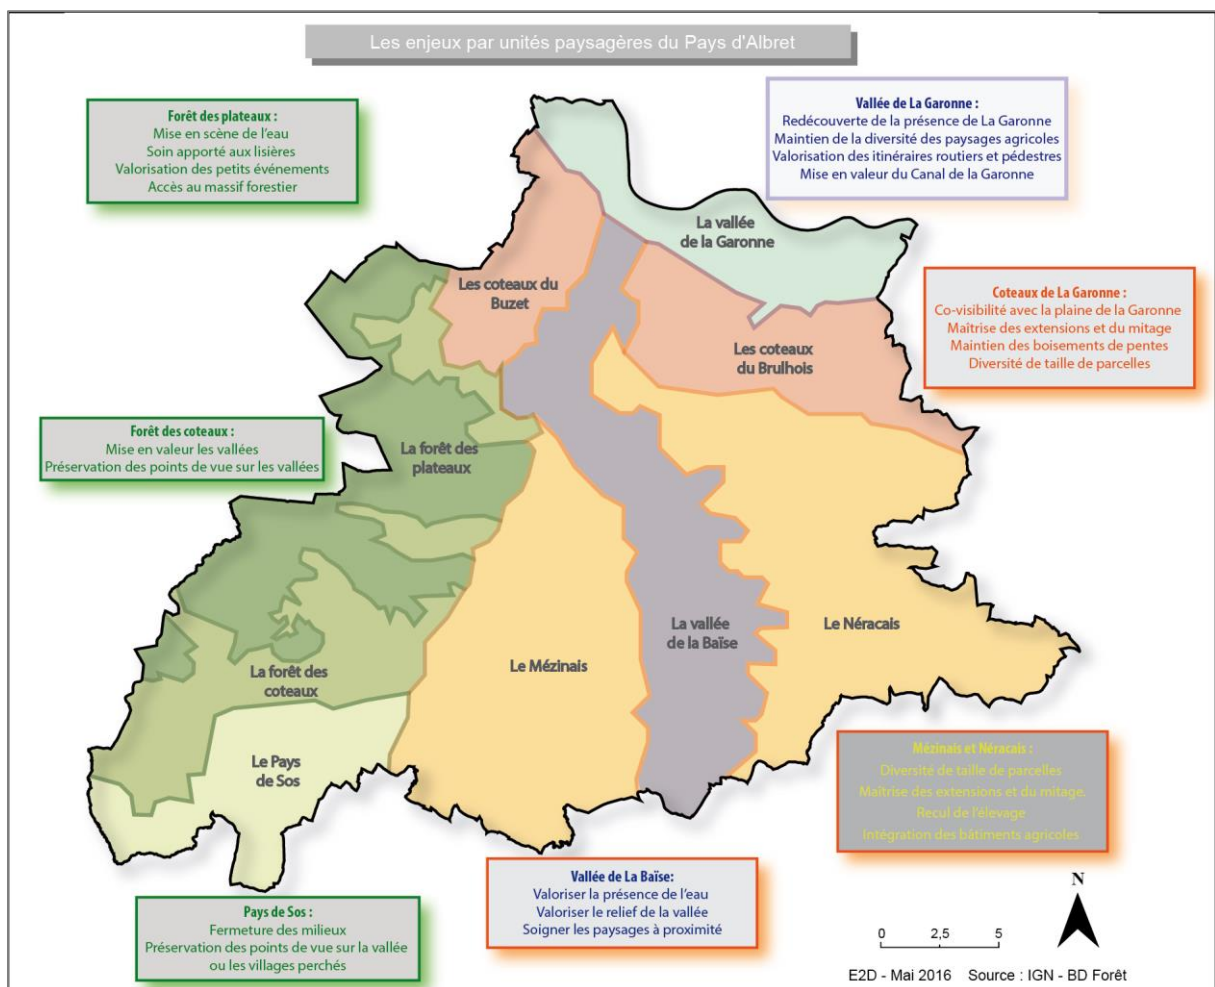 Les enjeux par unités paysagères du Pays d'Albret
Forêt des plateaux :
Mise en scène de l'eau
Soin apporté aux lisières
Valorisation des petits événements
Accès au massif forestier
Vallée de La Garonne :
Redécouverte de la présence de La Garonne
Maintien de la diversité des paysages agricoles
Valorisation des itinéraires routiers et pédestres
Mise en valeur du Canal de la Garonne
La vallée
de la Garonne
Les coteaux du
Buzet
Coteaux de La Garonne :
Co-visibilité avec la plaine de la Garonne
Maîtrise des extensions et du mitage
Maintien des boisements de pentes
Diversité de taille de parcelles
Les coteaux
du Brulhois
Forêt des coteaux :
Mise en valeur les vallées
Préservation des points de vue sur les vallées
La forêt des
plateaux
La vallée
de la Baïse
Le Néracais
Le Mézinais
La forêt des
coteaux
Le Pays
de Sos
Mézinais et Néracais :
Diversité de taille de parcelles
Maîtrise des extensions et du mitage.
Recul de l'élevage
Intégration des bâtiments agricoles
Vallée de La Baïse:
Valoriser la présence de l'eau
Valoriser le relief de la vallée
Soigner les paysages à proximité
Pays de Sos :
Fermeture des milieux
Préservation des points de vue sur la vallée
ou les villages perchés
N
0 2,5 5
E2D - Mai 2016 Source : IGN - BD Forêt